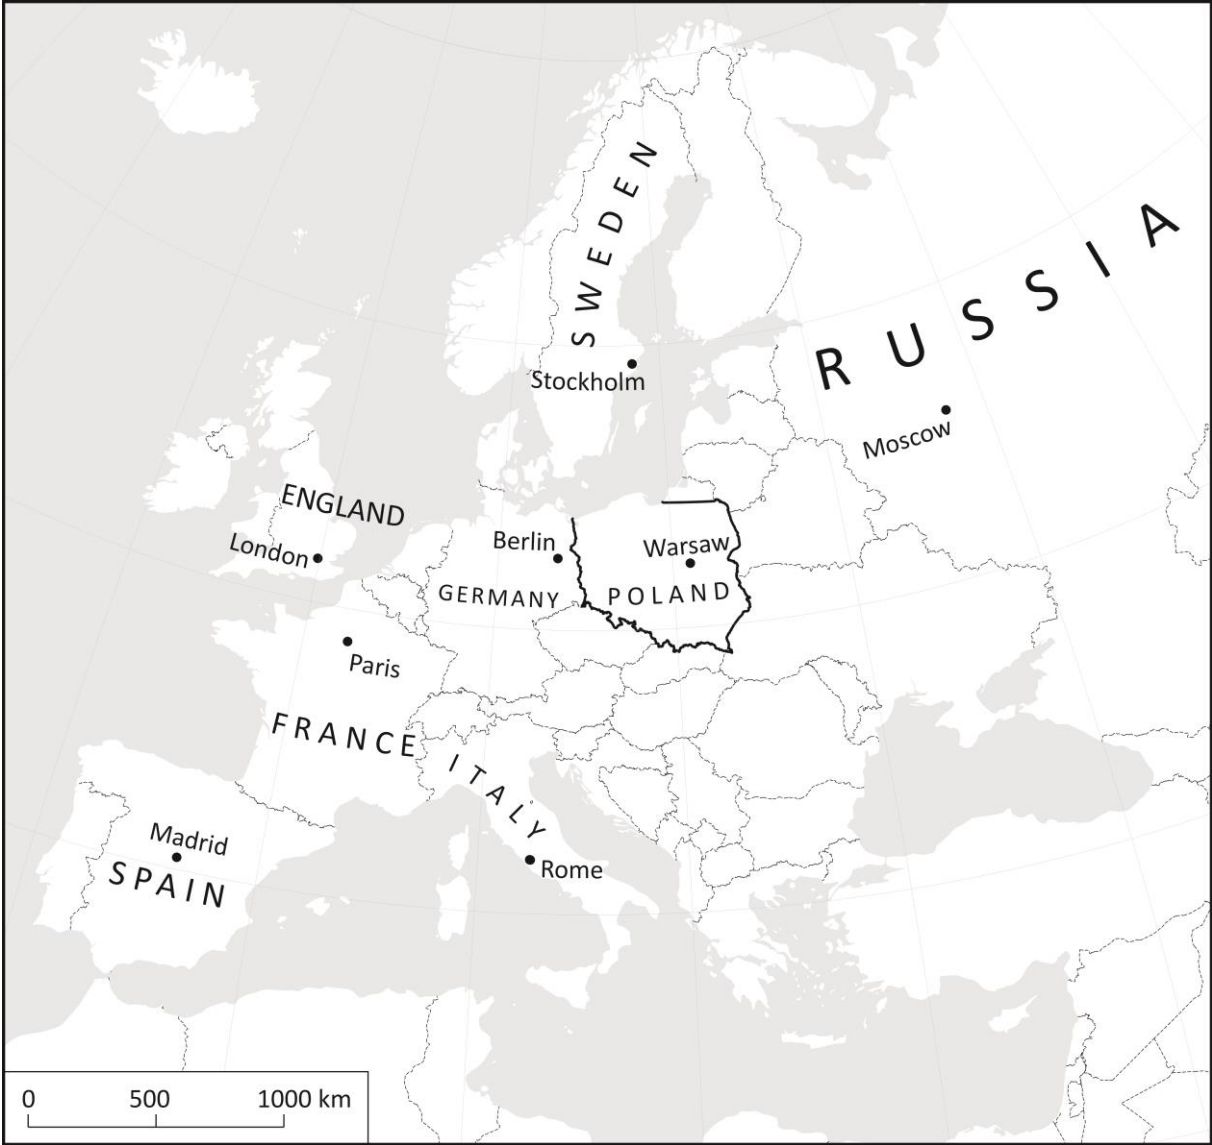 SWEDEN
RUSSIA
Stockholm
Moscow
ENGLAND
London
Berlin
Warsaw
GERMANY
POLAND
Paris
FRANCE
ITALY
Madrid
SPAIN
Rome
0 500 1000 km